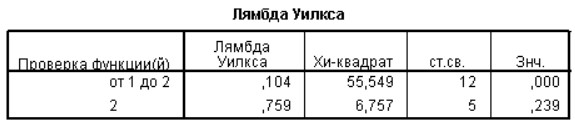 Лямбда Уилкса
Проверка функции(й) Лямбда Уилкса Хи-квадрат ст.св. Знч.
от 1 до 2 ,104 55,549 12 ,000
2 ,759 6,757 5 ,239